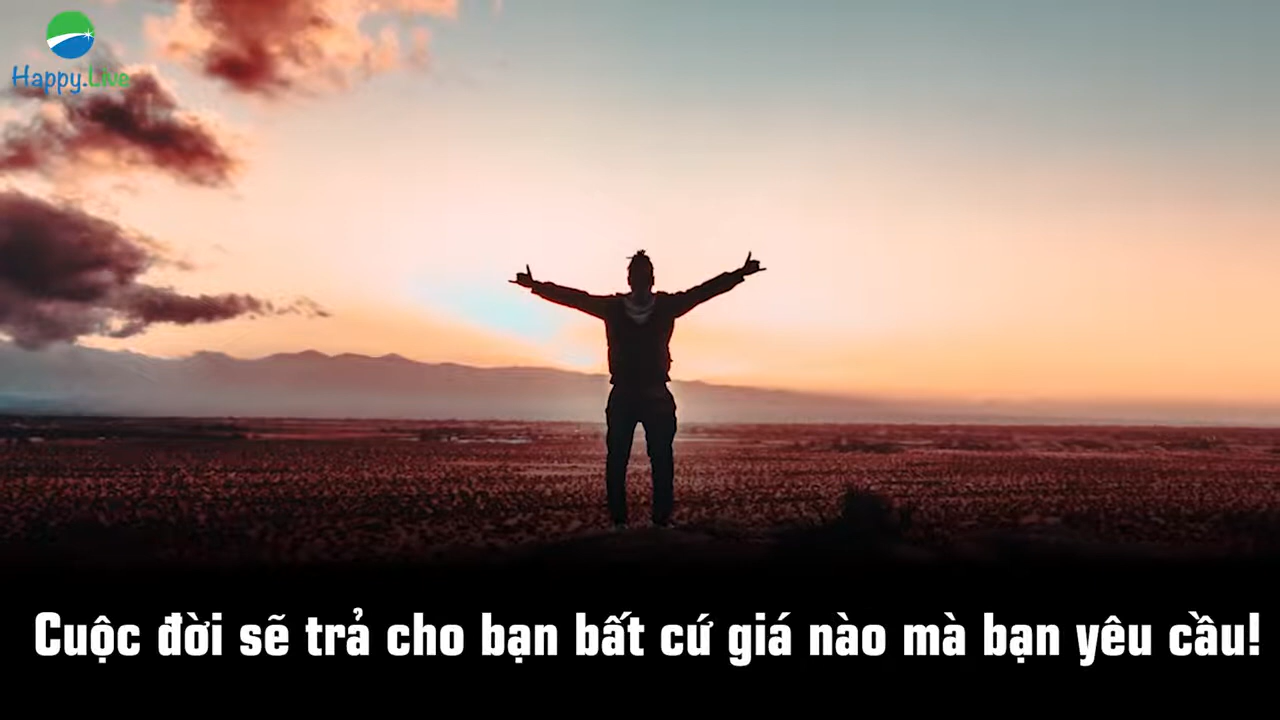 Happy.Live
Cuộc đời sẽ trả cho bạn bất cứ giá nào mà bạn yêu cầu!